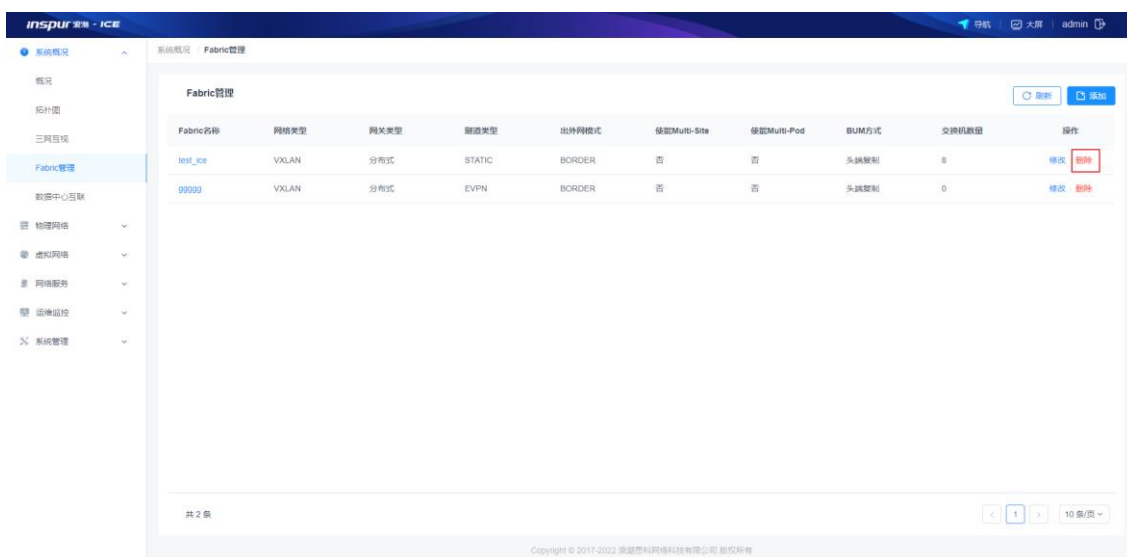 inspur 浪潮 - ICE
导航 大屏 admin
系统概况
概况
拓扑图
三网互视
Fabric管理
数据中心互联
物理网络
虚拟网络
网络服务
运维监控
系统管理
系统概况 / Fabric管理
Fabric管理
刷新 添加
Fabric名称 网络类型 网关类型 隧道类型 出外网模式 使能Multi-Site 使能Multi-Pod BUM方式 交换机数量 操作
test_ice VXLAN 分布式 STATIC BORDER 否 否 头端复制 8 修改 删除
ggggg VXLAN 分布式 EVPN BORDER 否 否 头端复制 0 修改 删除
共 2 条
1 10 条/页
Copyright © 2017-2022 浪潮思科网络科技有限公司 版权所有